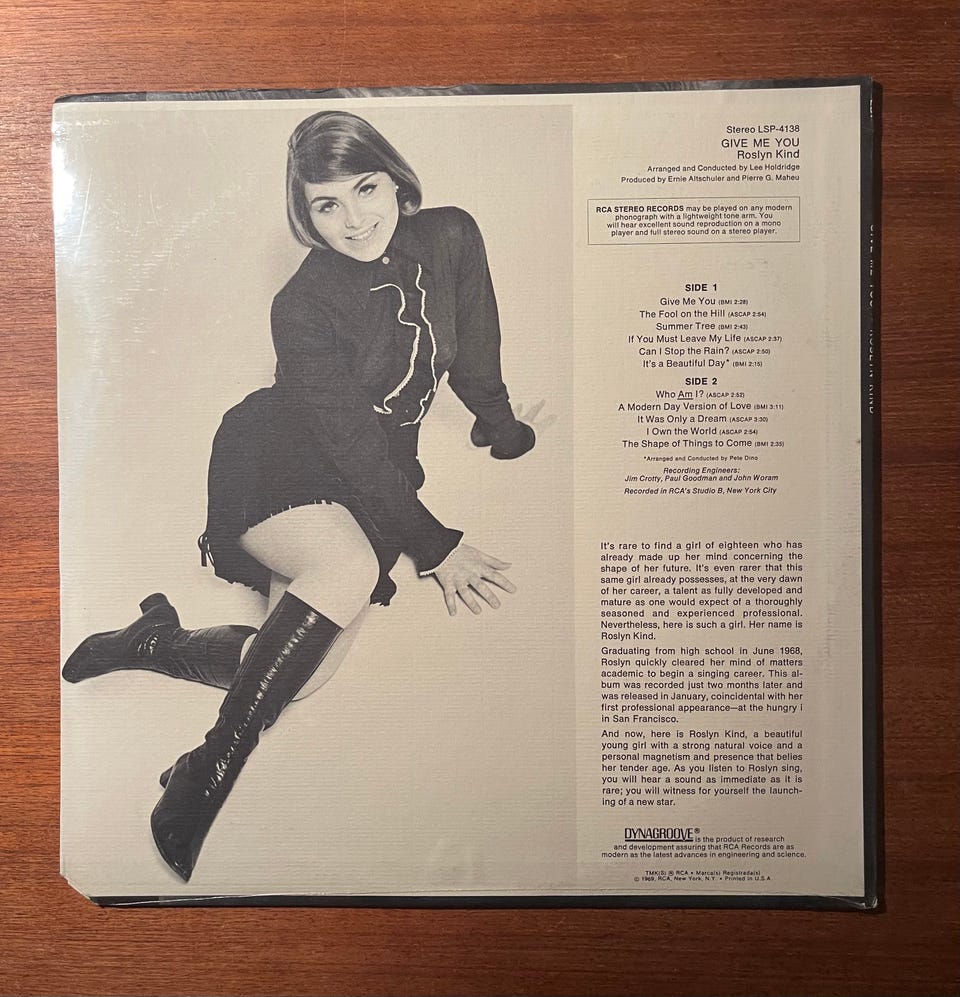 Stereo LSP-4138
GIVE ME YOU
Roslyn Kind
Arranged and Conducted by Lee Holdridge
Produced by Ernie Altschuler and Pierre G. Maheu
RCA STEREO RECORDS may be played on any modern
phonograph with a lightweight tone arm. You
will hear excellent sound reproduction on a mono
player and full stereo sound on a stereo player.
SIDE 1
Give Me You (BMI 2:28)
The Fool on the Hill (ASCAP 2:54)
Summer Tree (BMI 2:43)
If You Must Leave My Life (ASCAP 2:37)
Can I Stop the Rain? (ASCAP 2:50)
It's a Beautiful Day* (BMI 2:15)
SIDE 2
Who Am I? (ASCAP 2:52)
A Modern Day Version of Love (BMI 3:11)
It Was Only a Dream (ASCAP 3:30)
I Own the World (ASCAP 2:54)
The Shape of Things to Come (BMI 2:35)
*Arranged and Conducted by Pete Dino
Recording Engineers:
Jim Crotty, Paul Goodman and John Woram
Recorded in RCA's Studio B, New York City
It's rare to find a girl of eighteen who has
already made up her mind concerning the
shape of her future. It's even rarer that this
same girl already possesses, at the very dawn
of her career, a talent as fully developed and
mature as one would expect of a thoroughly
seasoned and experienced professional.
Nevertheless, here is such a girl. Her name is
Roslyn Kind.
Graduating from high school in June 1968,
Roslyn quickly cleared her mind of matters
academic to begin a singing career. This al-
bum was recorded just two months later and
was released in January, coincidental with her
first professional appearance—at the hungry i
in San Francisco.
And now, here is Roslyn Kind, a beautiful
young girl with a strong natural voice and a
personal magnetism and presence that belies
her tender age. As you listen to Roslyn sing,
you will hear a sound as immediate as it is
rare; you will witness for yourself the launch-
ing of a new star.
DYNAGROOVE® is the product of research
and development assuring that RCA Records are as
modern as the latest advances in engineering and science.
TMK(S) ® RCA • Marca(s) Registrada(s)
© 1969, RCA, New York, N.Y. • Printed in U.S.A.
GIVE ME YOU ROSLYN KIND